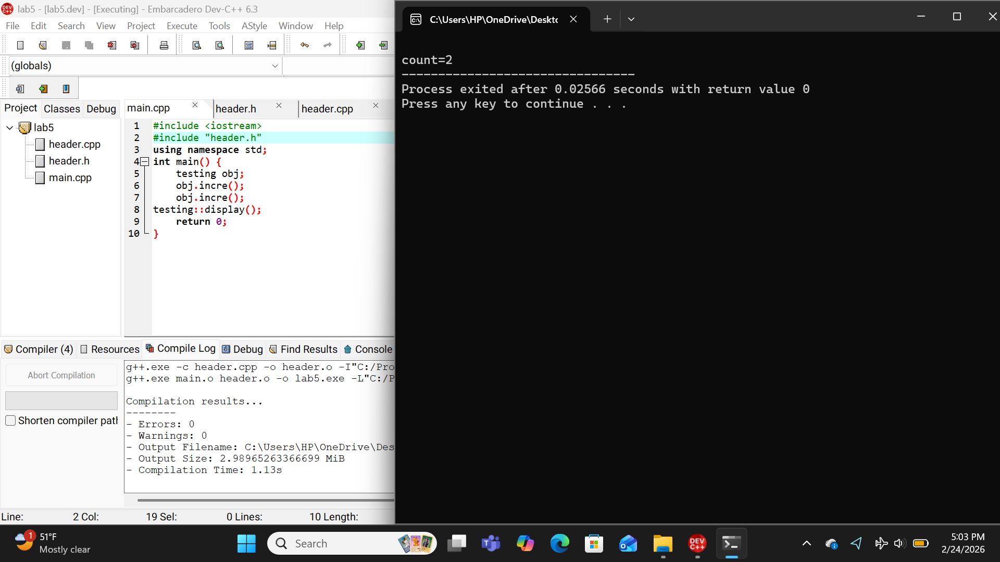 lab5 - [lab5.dev] - [Executing] - Embarcadero Dev-C++ 6.3
File Edit Search View Project Execute Tools AStyle Window Help
(globals)
Project Classes Debug
lab5
header.cpp
header.h
main.cpp
main.cpp header.h header.cpp
1 #include <iostream>
2 #include "header.h"
3 using namespace std;
4 int main() {
5 testing obj;
6 obj.incre();
7 obj.incre();
8 testing::display();
9 return 0;
10 }
Compiler (4) Resources Compile Log Debug Find Results Console
Abort Compilation
Shorten compiler path
g++.exe -c header.cpp -o header.o -I"C:/Pro
g++.exe main.o header.o -o lab5.exe -L"C:/P
Compilation results...
--------
- Errors: 0
- Warnings: 0
- Output Filename: C:\Users\HP\OneDrive\Des
- Output Size: 2.98965263366699 MiB
- Compilation Time: 1.13s
Line: 2 Col: 19 Sel: 0 Lines: 10 Length:
C:\Users\HP\OneDrive\Deskto
count=2
--------------------------------
Process exited after 0.02566 seconds with return value 0
Press any key to continue . . .
1
51°F
Mostly clear
Search
DEV
C++
5:03 PM
2/24/2026